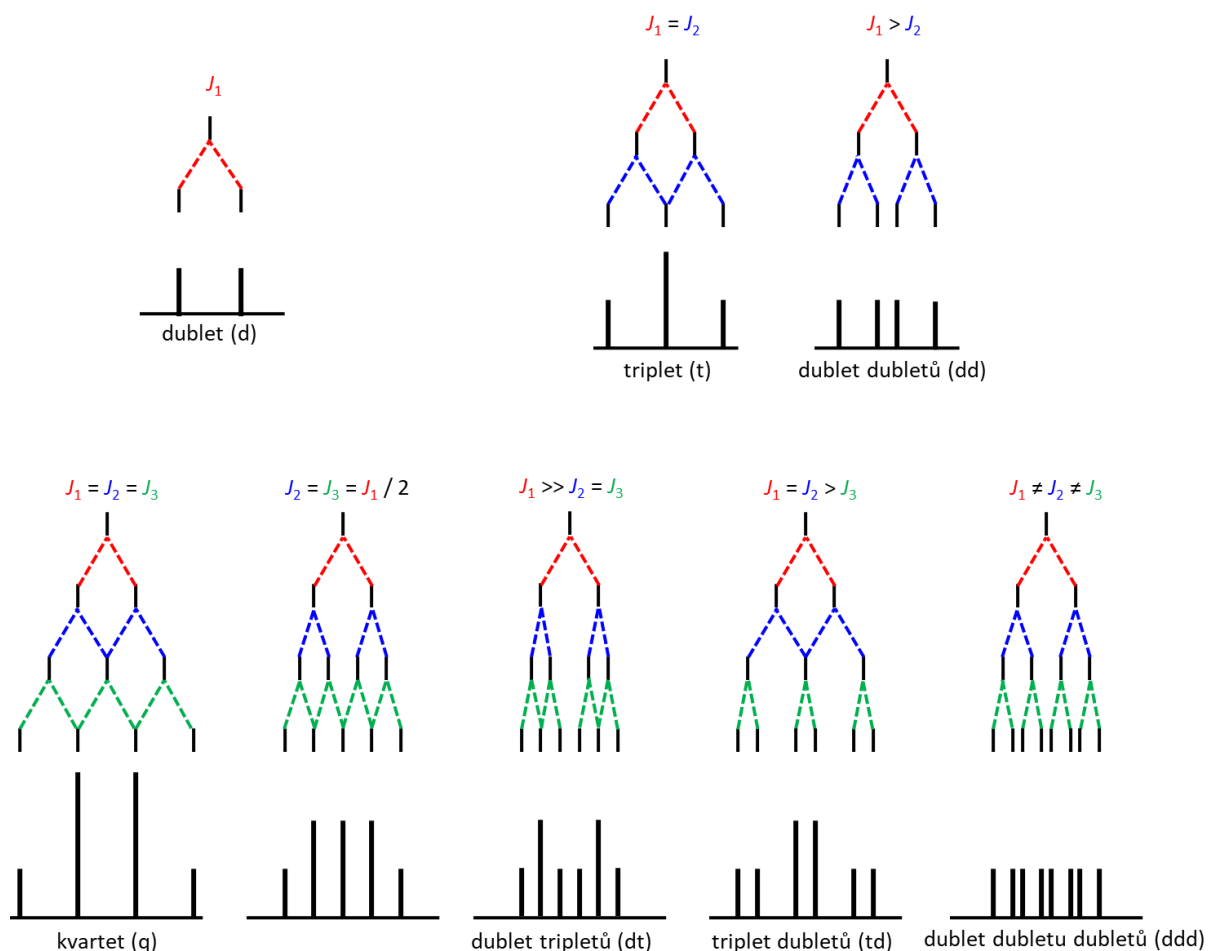 J1 = J2
J1 > J2
J1
dublet (d)
triplet (t)
dublet dubletů (dd)
J1 = J2 = J3
J2 = J3 = J1 / 2
J1 >> J2 = J3
J1 = J2 > J3
J1 ≠ J2 ≠ J3
kvartet (q)
dublet tripletů (dt)
triplet dubletů (td)
dublet dubletu dubletů (ddd)